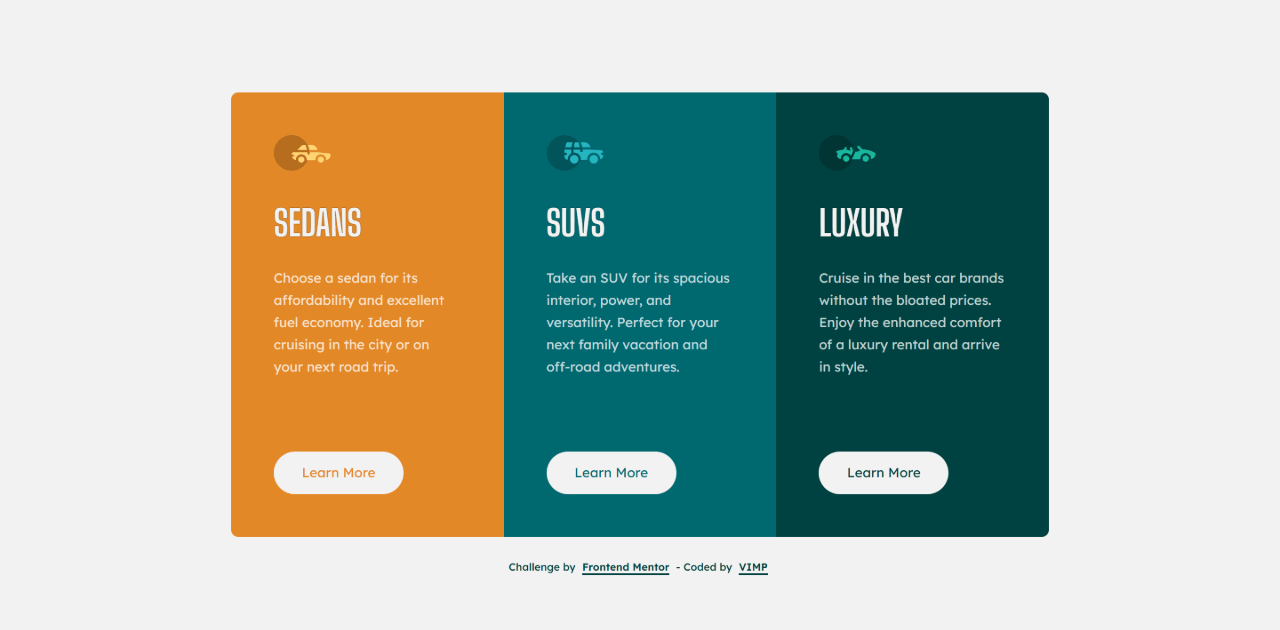 SEDANS
Choose a sedan for its
affordability and excellent
fuel economy. Ideal for
cruising in the city or on
your next road trip.
Learn More
SUVS
Take an SUV for its spacious
interior, power, and
versatility. Perfect for your
next family vacation and
off-road adventures.
Learn More
LUXURY
Cruise in the best car brands
without the bloated prices.
Enjoy the enhanced comfort
of a luxury rental and arrive
in style.
Learn More
Challenge by Frontend Mentor - Coded by VIMP